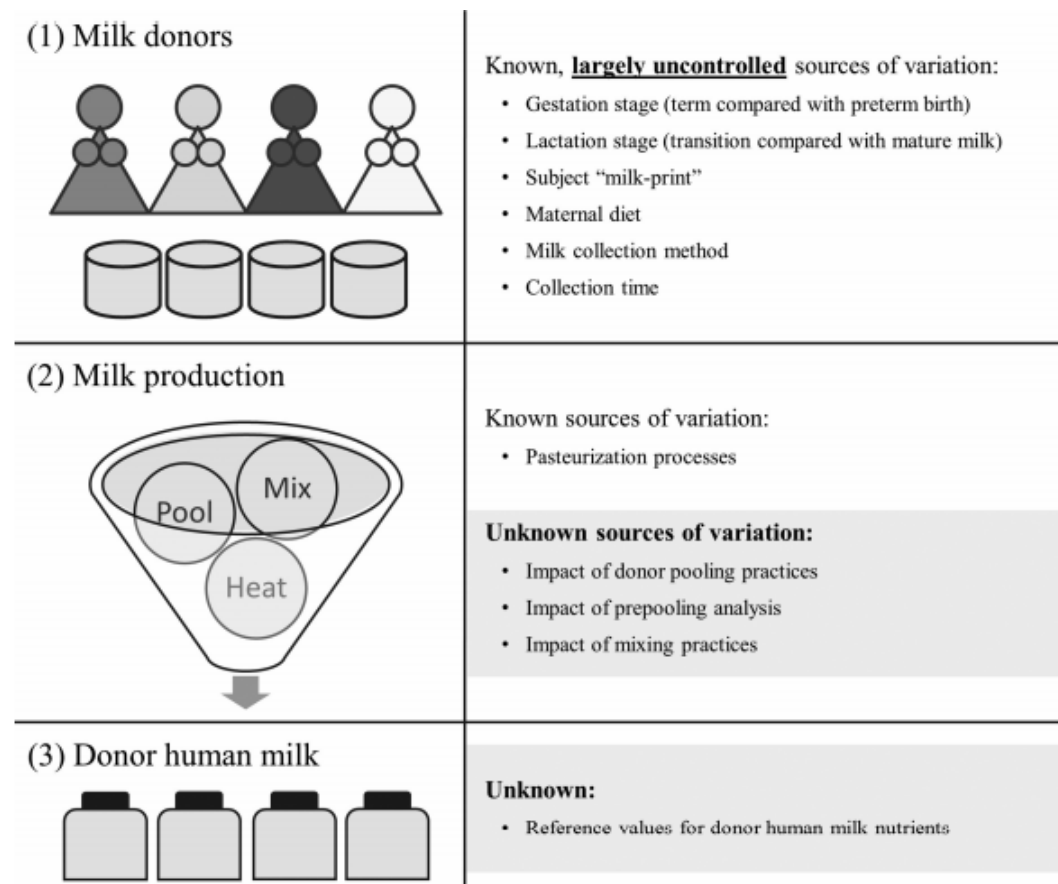 (1) Milk donors
Known, largely uncontrolled sources of variation:
• Gestation stage (term compared with preterm birth)
• Lactation stage (transition compared with mature milk)
• Subject “milk-print”
• Maternal diet
• Milk collection method
• Collection time
(2) Milk production
Pool
Mix
Heat
Known sources of variation:
• Pasteurization processes
Unknown sources of variation:
• Impact of donor pooling practices
• Impact of prepooling analysis
• Impact of mixing practices
(3) Donor human milk
Unknown:
• Reference values for donor human milk nutrients